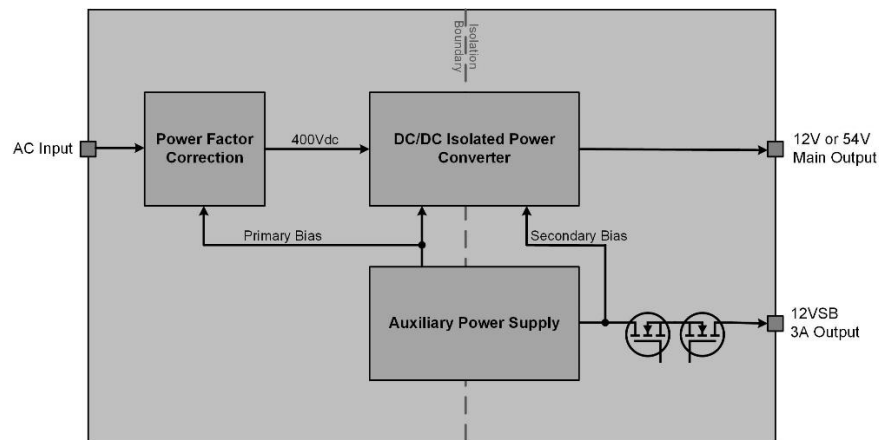 Isolation
Boundary
AC Input
Power Factor
Correction
400Vdc
DC/DC Isolated Power
Converter
12V or 54V
Main Output
Primary Bias
Secondary Bias
Auxiliary Power Supply
12VSB
3A Output